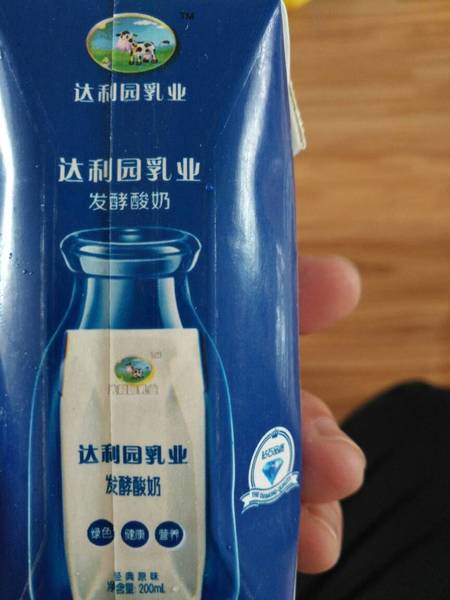 TM
达利园乳业
达利园乳业
发酵酸奶
达利园乳业
发酵酸奶
绿色 健康 营养
经典原味
净含量:200mL